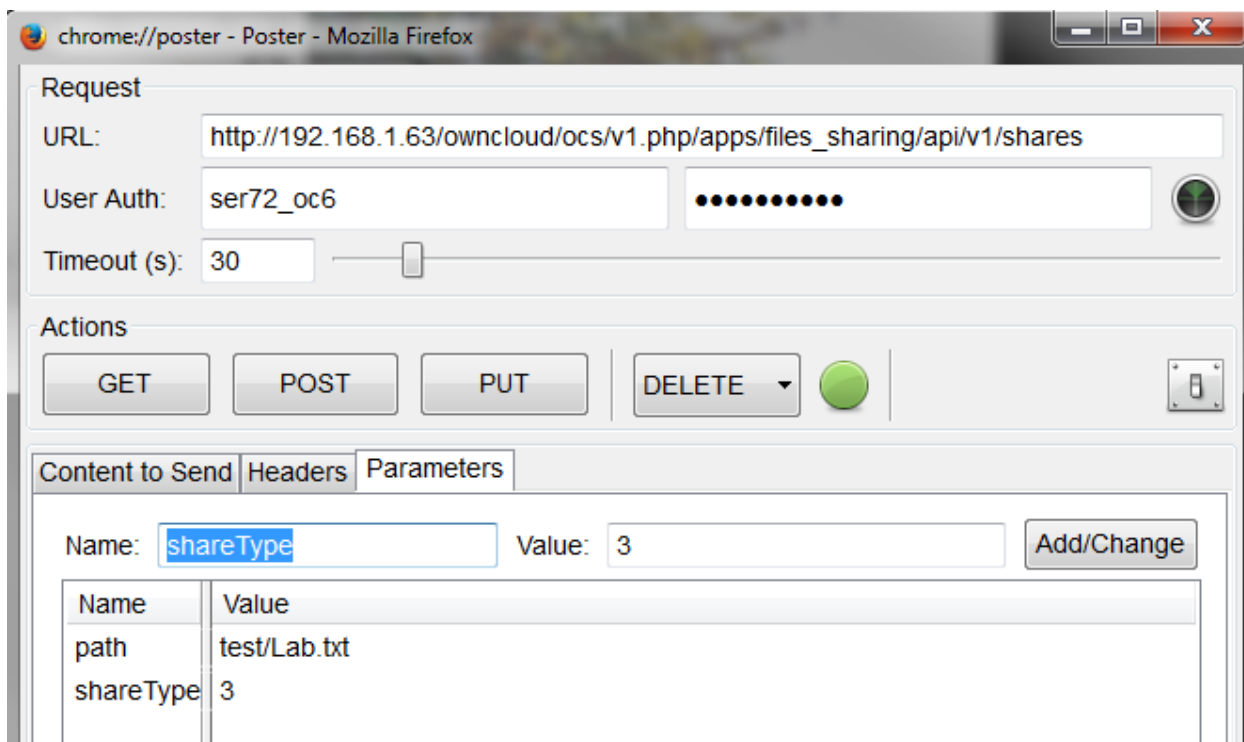 chrome://poster - Poster - Mozilla Firefox
Request
URL: http://192.168.1.63/owncloud/ocs/v1.php/apps/files_sharing/api/v1/shares
User Auth: ser72_oc6 ●●●●●●●●●●
Timeout (s): 30
Actions
GET POST PUT DELETE
Content to Send Headers Parameters
Name: shareType Value: 3 Add/Change
Name Value
path test/Lab.txt
shareType 3